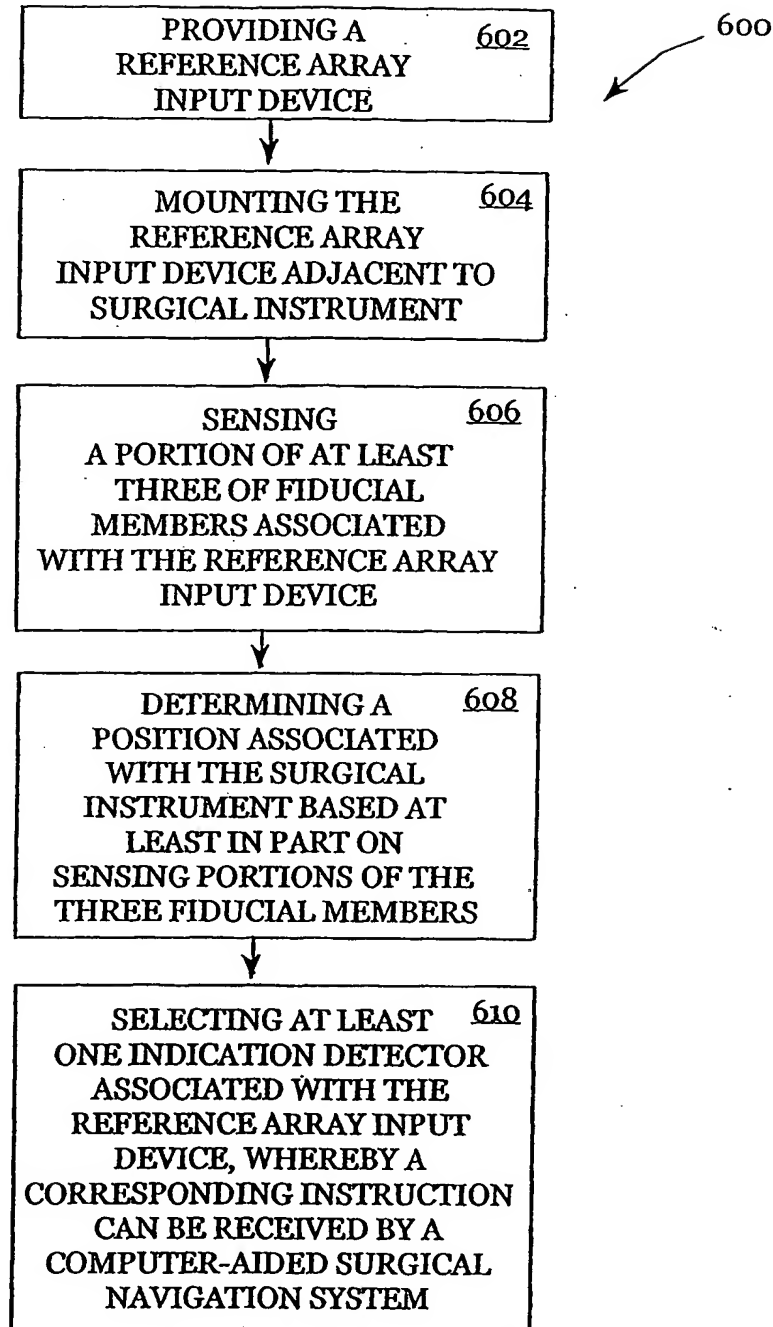 600
PROVIDING A 602
REFERENCE ARRAY
INPUT DEVICE
MOUNTING THE 604
REFERENCE ARRAY
INPUT DEVICE ADJACENT TO
SURGICAL INSTRUMENT
SENSING 606
A PORTION OF AT LEAST
THREE OF FIDUCIAL
MEMBERS ASSOCIATED
WITH THE REFERENCE ARRAY
INPUT DEVICE
DETERMINING A 608
POSITION ASSOCIATED
WITH THE SURGICAL
INSTRUMENT BASED AT
LEAST IN PART ON
SENSING PORTIONS OF THE
THREE FIDUCIAL MEMBERS
SELECTING AT LEAST 610
ONE INDICATION DETECTOR
ASSOCIATED WITH THE
REFERENCE ARRAY INPUT
DEVICE, WHEREBY A
CORRESPONDING INSTRUCTION
CAN BE RECEIVED BY A
COMPUTER-AIDED SURGICAL
NAVIGATION SYSTEM